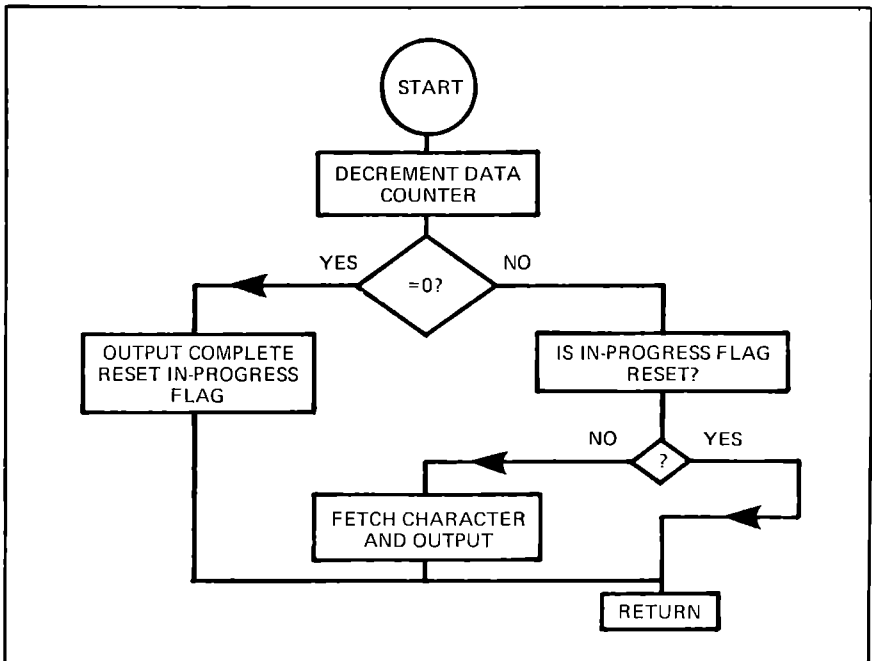 START
DECREMENT DATA
COUNTER
YES
=0?
NO
OUTPUT COMPLETE
RESET IN-PROGRESS
FLAG
IS IN-PROGRESS FLAG
RESET?
NO
?
YES
FETCH CHARACTER
AND OUTPUT
RETURN